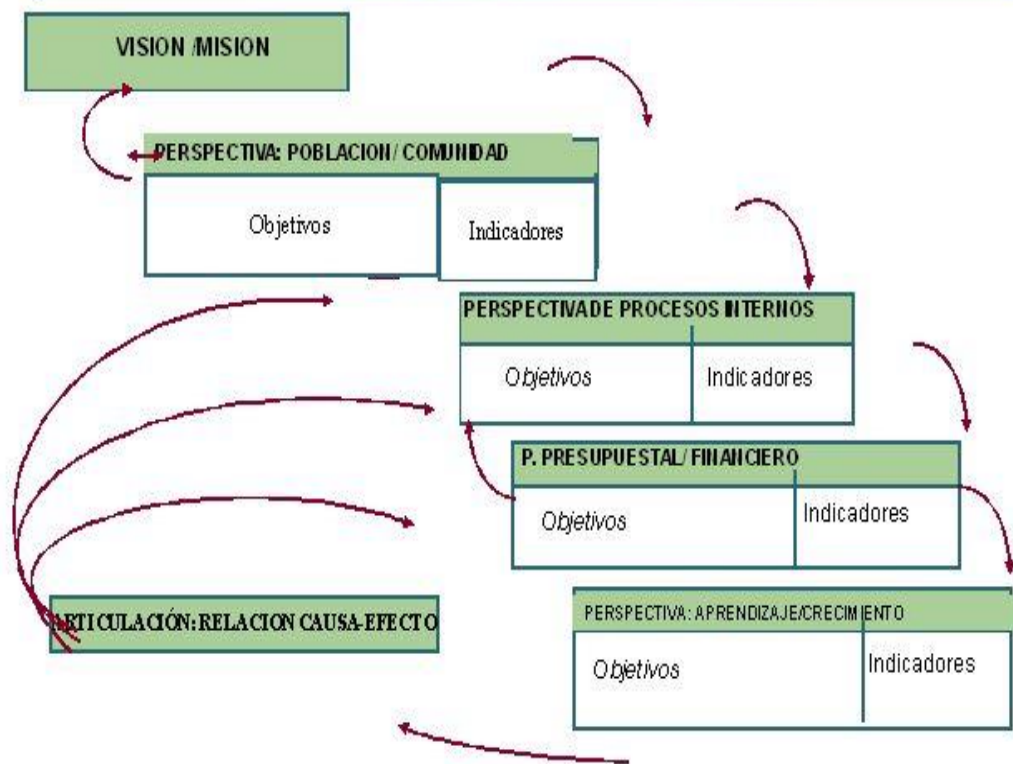 VISION /MISION
PERSPECTIVA: POBLACION/ COMUNIDAD
Objetivos
Indicadores
PERSPECTIVA DE PROCESOS INTERNOS
Objetivos
Indicadores
P. PRESUPUESTAL/ FINANCIERO
Objetivos
Indicadores
ARTICULACIÓN: RELACION CAUSA-EFECTO
PERSPECTIVA: APRENDIZAJE/CRECIMIENTO
Objetivos
Indicadores